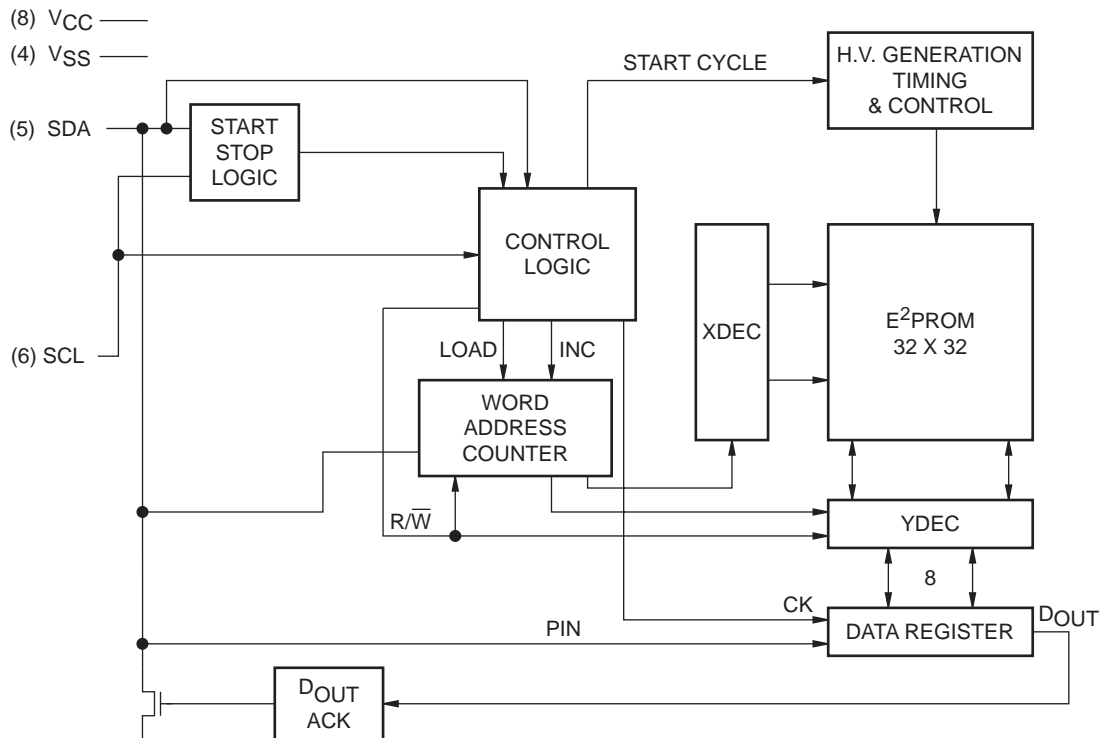 (8) VCC
(4) VSS
(5) SDA
START
STOP
LOGIC
START CYCLE
H.V. GENERATION
TIMING
& CONTROL
CONTROL
LOGIC
(6) SCL
LOAD
INC
XDEC
E²PROM
32 X 32
WORD
ADDRESS
COUNTER
R/W̅
YDEC
8
CK
PIN
DATA REGISTER
DOUT
DOUT
ACK